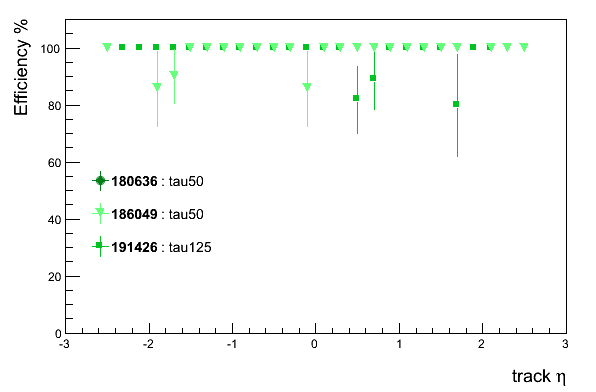 Efficiency %
100
80
60
40
20
0
180636 : tau50
186049 : tau50
191426 : tau125
-3 -2 -1 0 1 2 3
track η